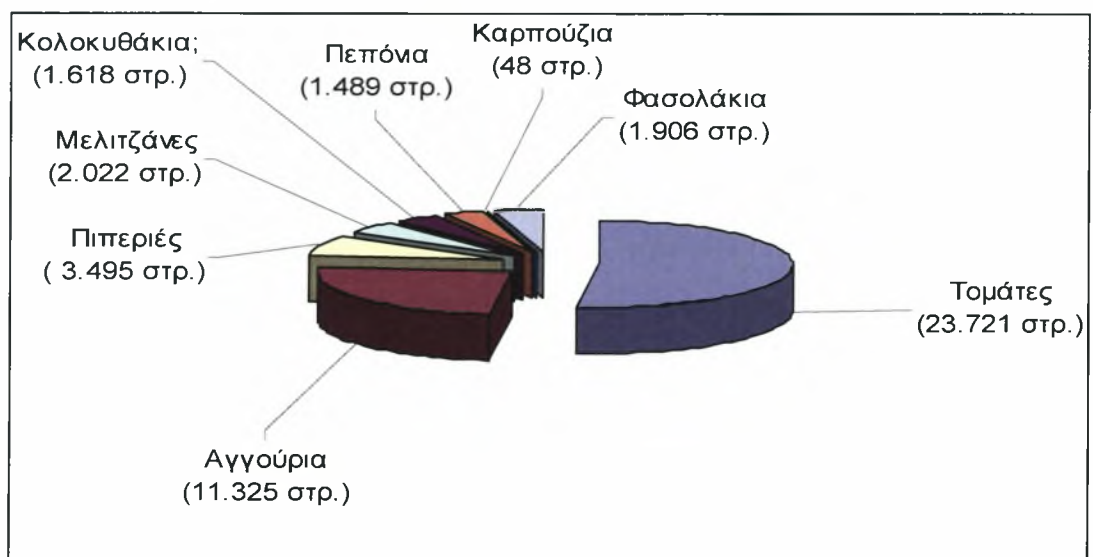 Κολοκυθάκια;
(1.618 στρ.)
Πεπόνια
(1.489 στρ.)
Καρπούζια
(48 στρ.)
Φασολάκια
(1.906 στρ.)
Μελιτζάνες
(2.022 στρ.)
Πιπεριές
( 3.495 στρ.)
Τομάτες
(23.721 στρ.)
Αγγούρια
(11.325 στρ.)